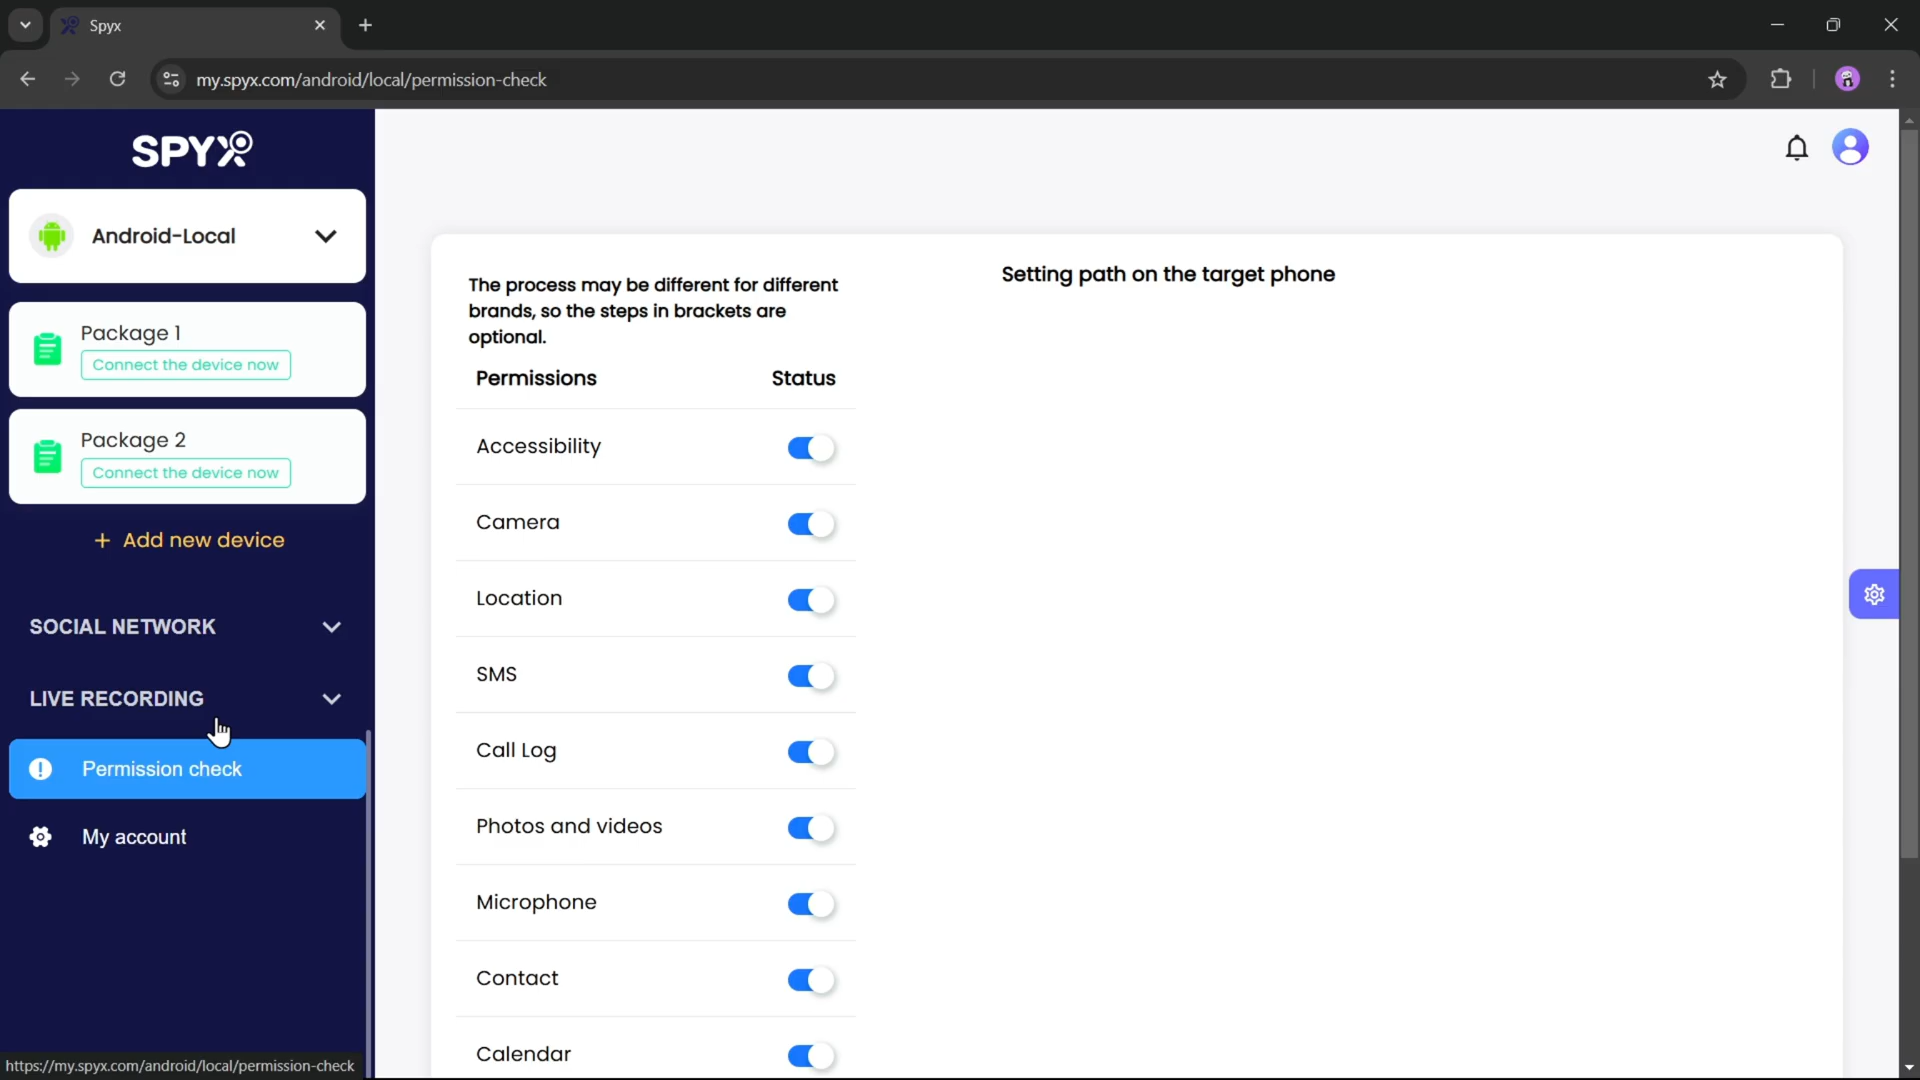 Spyx
my.spyx.com/android/local/permission-check
SPYX
Android-Local
Package 1
Connect the device now
Package 2
Connect the device now
+ Add new device
SOCIAL NETWORK
LIVE RECORDING
Permission check
My account
https://my.spyx.com/android/local/permission-check
The process may be different for different
brands, so the steps in brackets are
optional.
Permissions Status
Accessibility
Camera
Location
SMS
Call Log
Photos and videos
Microphone
Contact
Calendar
Setting path on the target phone